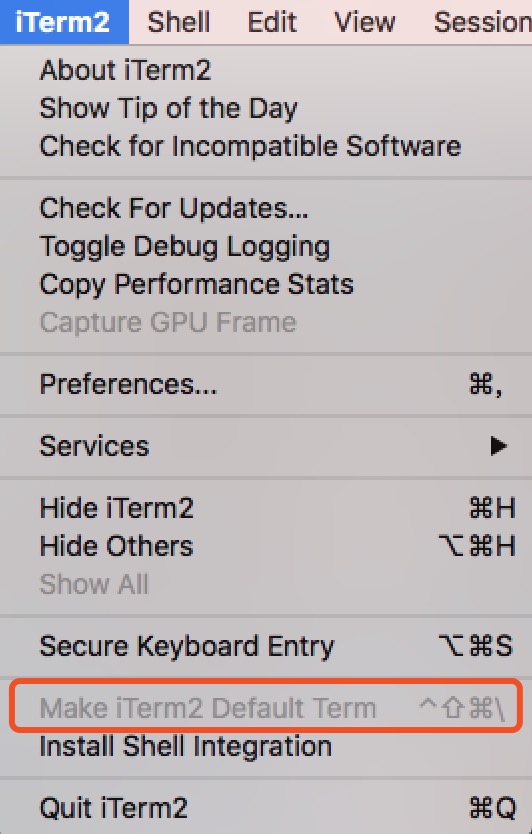 iTerm2 Shell Edit View Session
About iTerm2
Show Tip of the Day
Check for Incompatible Software
Check For Updates...
Toggle Debug Logging
Copy Performance Stats
Capture GPU Frame
Preferences... ⌘,
Services ▶
Hide iTerm2 ⌘H
Hide Others ⌥⌘H
Show All
Secure Keyboard Entry ⌥⌘S
Make iTerm2 Default Term ^⇧⌘\
Install Shell Integration
Quit iTerm2 ⌘Q